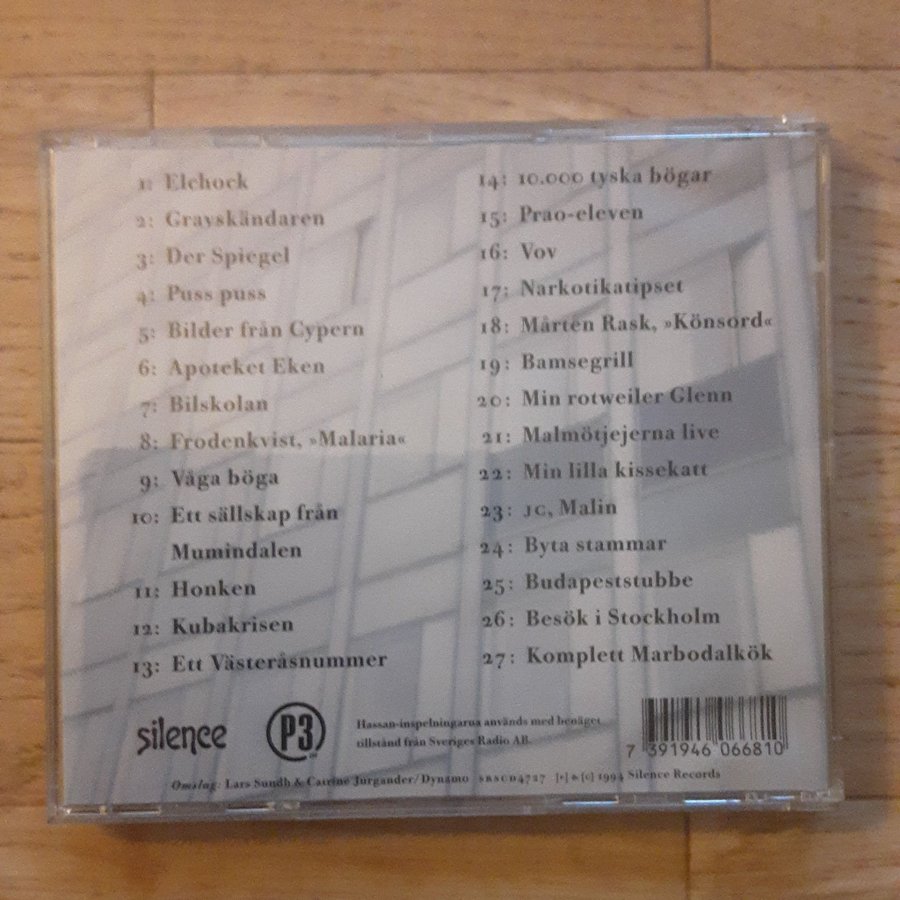 1: Elchock
2: Gravskändaren
3: Der Spiegel
4: Puss puss
5: Bilder från Cypern
6: Apoteket Eken
7: Bilskolan
8: Frodenkvist, »Malaria«
9: Våga böga
10: Ett sällskap från
Mumindalen
11: Honken
12: Kubakrisen
13: Ett Västeråsnummer
14: 10.000 tyska bögar
15: Prao-eleven
16: Vov
17: Narkotikatipset
18: Mårten Rask, »Könsord«
19: Bamsegrill
20: Min rotweiler Glenn
21: Malmötjejerna live
22: Min lilla kissekatt
23: JC, Malin
24: Byta stammar
25: Budapeststubbe
26: Besök i Stockholm
27: Komplett Marbodalkök
silence
P3
Hassan-inspelningarna används med benäget
tillstånd från Sveriges Radio AB.
7 391946 066810
Omslag: Lars Sundh & Catrine Jurgander/Dynamo SRSCD4727 [p] & [c] 1994 Silence Records